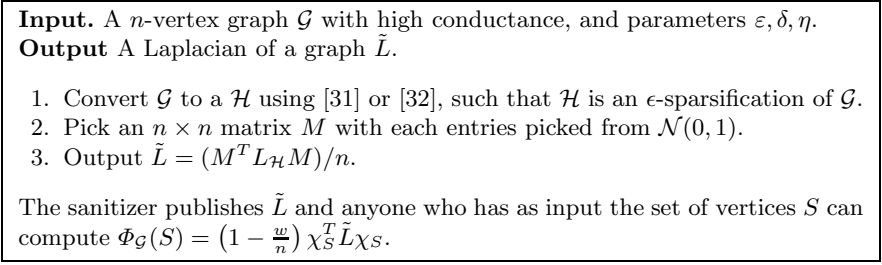 Input. A n-vertex graph 𝒢 with high conductance, and parameters ε, δ, η.
Output A Laplacian of a graph L̃.
1. Convert 𝒢 to a ℋ using [31] or [32], such that ℋ is an ϵ-sparsification of 𝒢.
2. Pick an n × n matrix M with each entries picked from 𝒩(0, 1).
3. Output L̃ = (MᵀL_ℋM)/n.
The sanitizer publishes L̃ and anyone who has as input the set of vertices S can
compute Φ_𝒢(S) = (1 − w/n) χ_Sᵀ L̃χ_S.